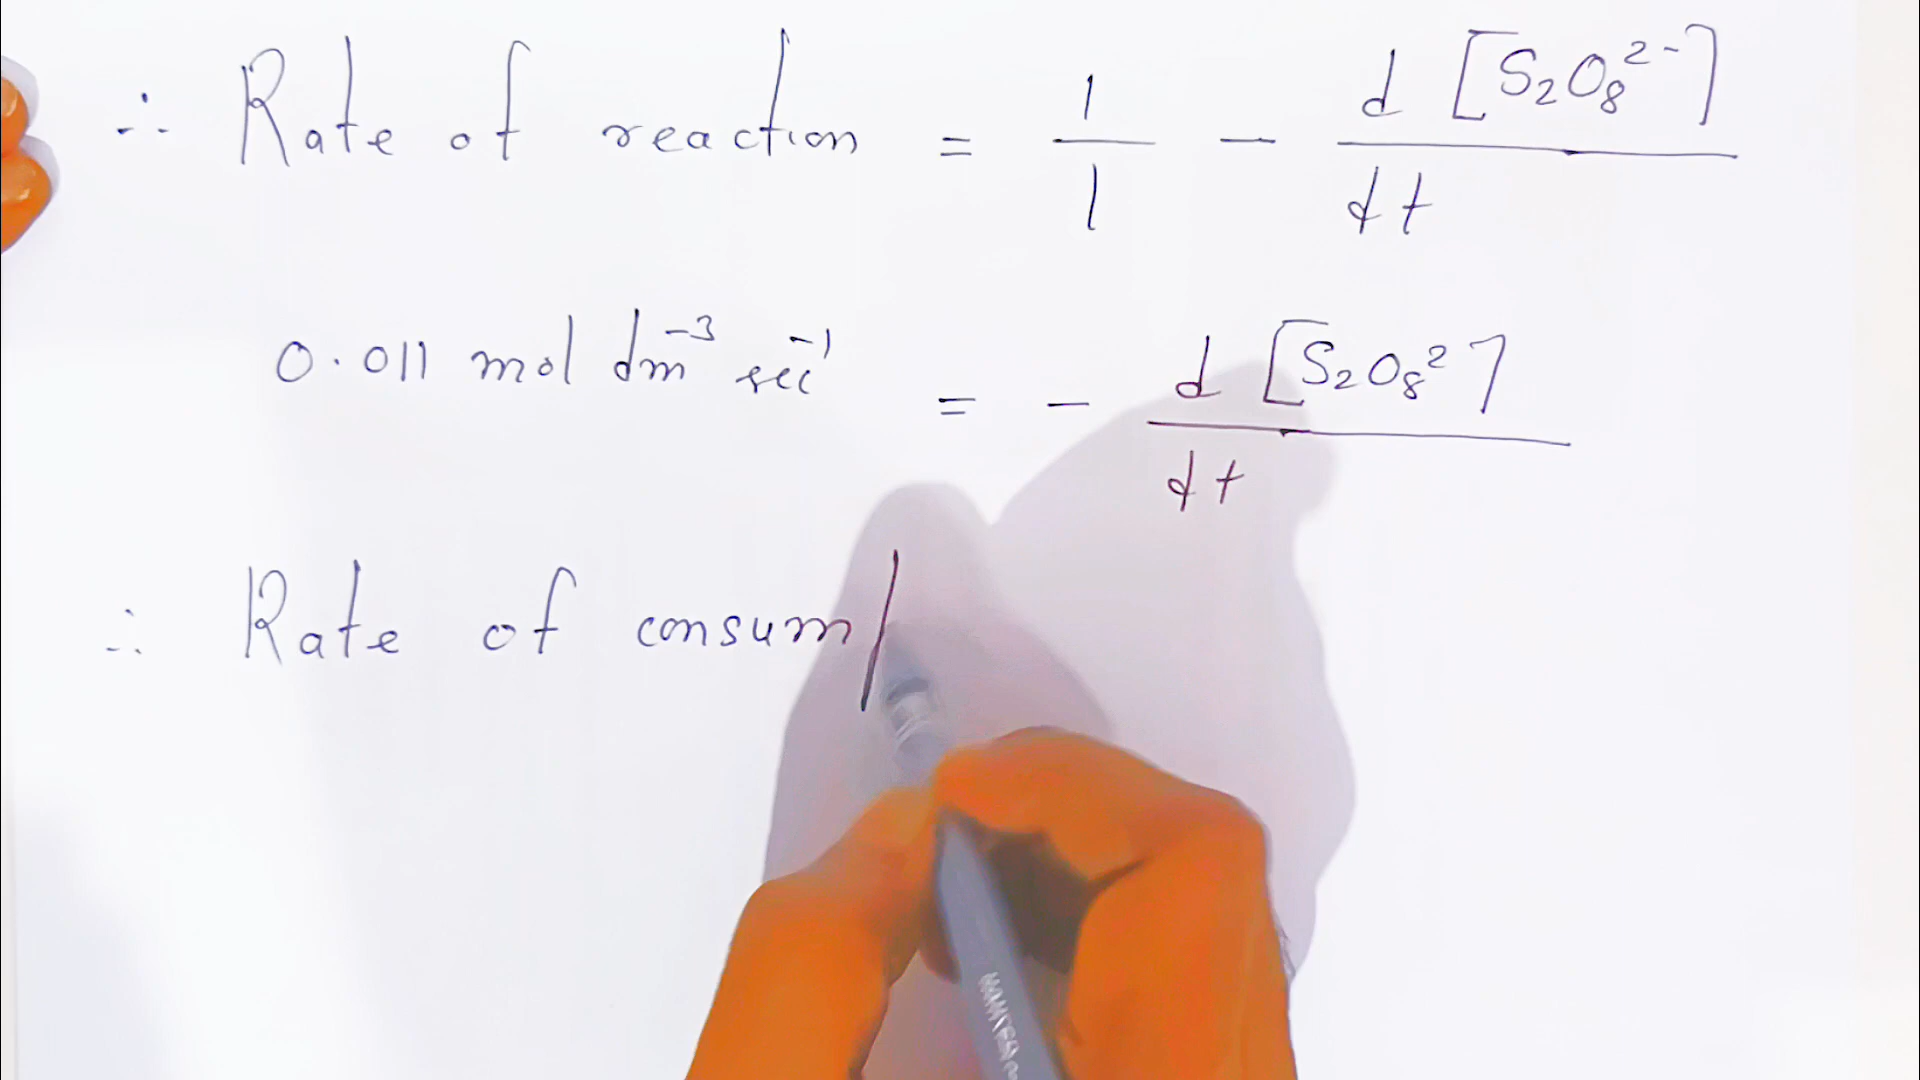 ∴ Rate of reaction = 1/1 - d [S₂O₈²⁻]/dt
0.011 mol dm⁻³ sec⁻¹ = - d [S₂O₈²]/dt
∴ Rate of consum